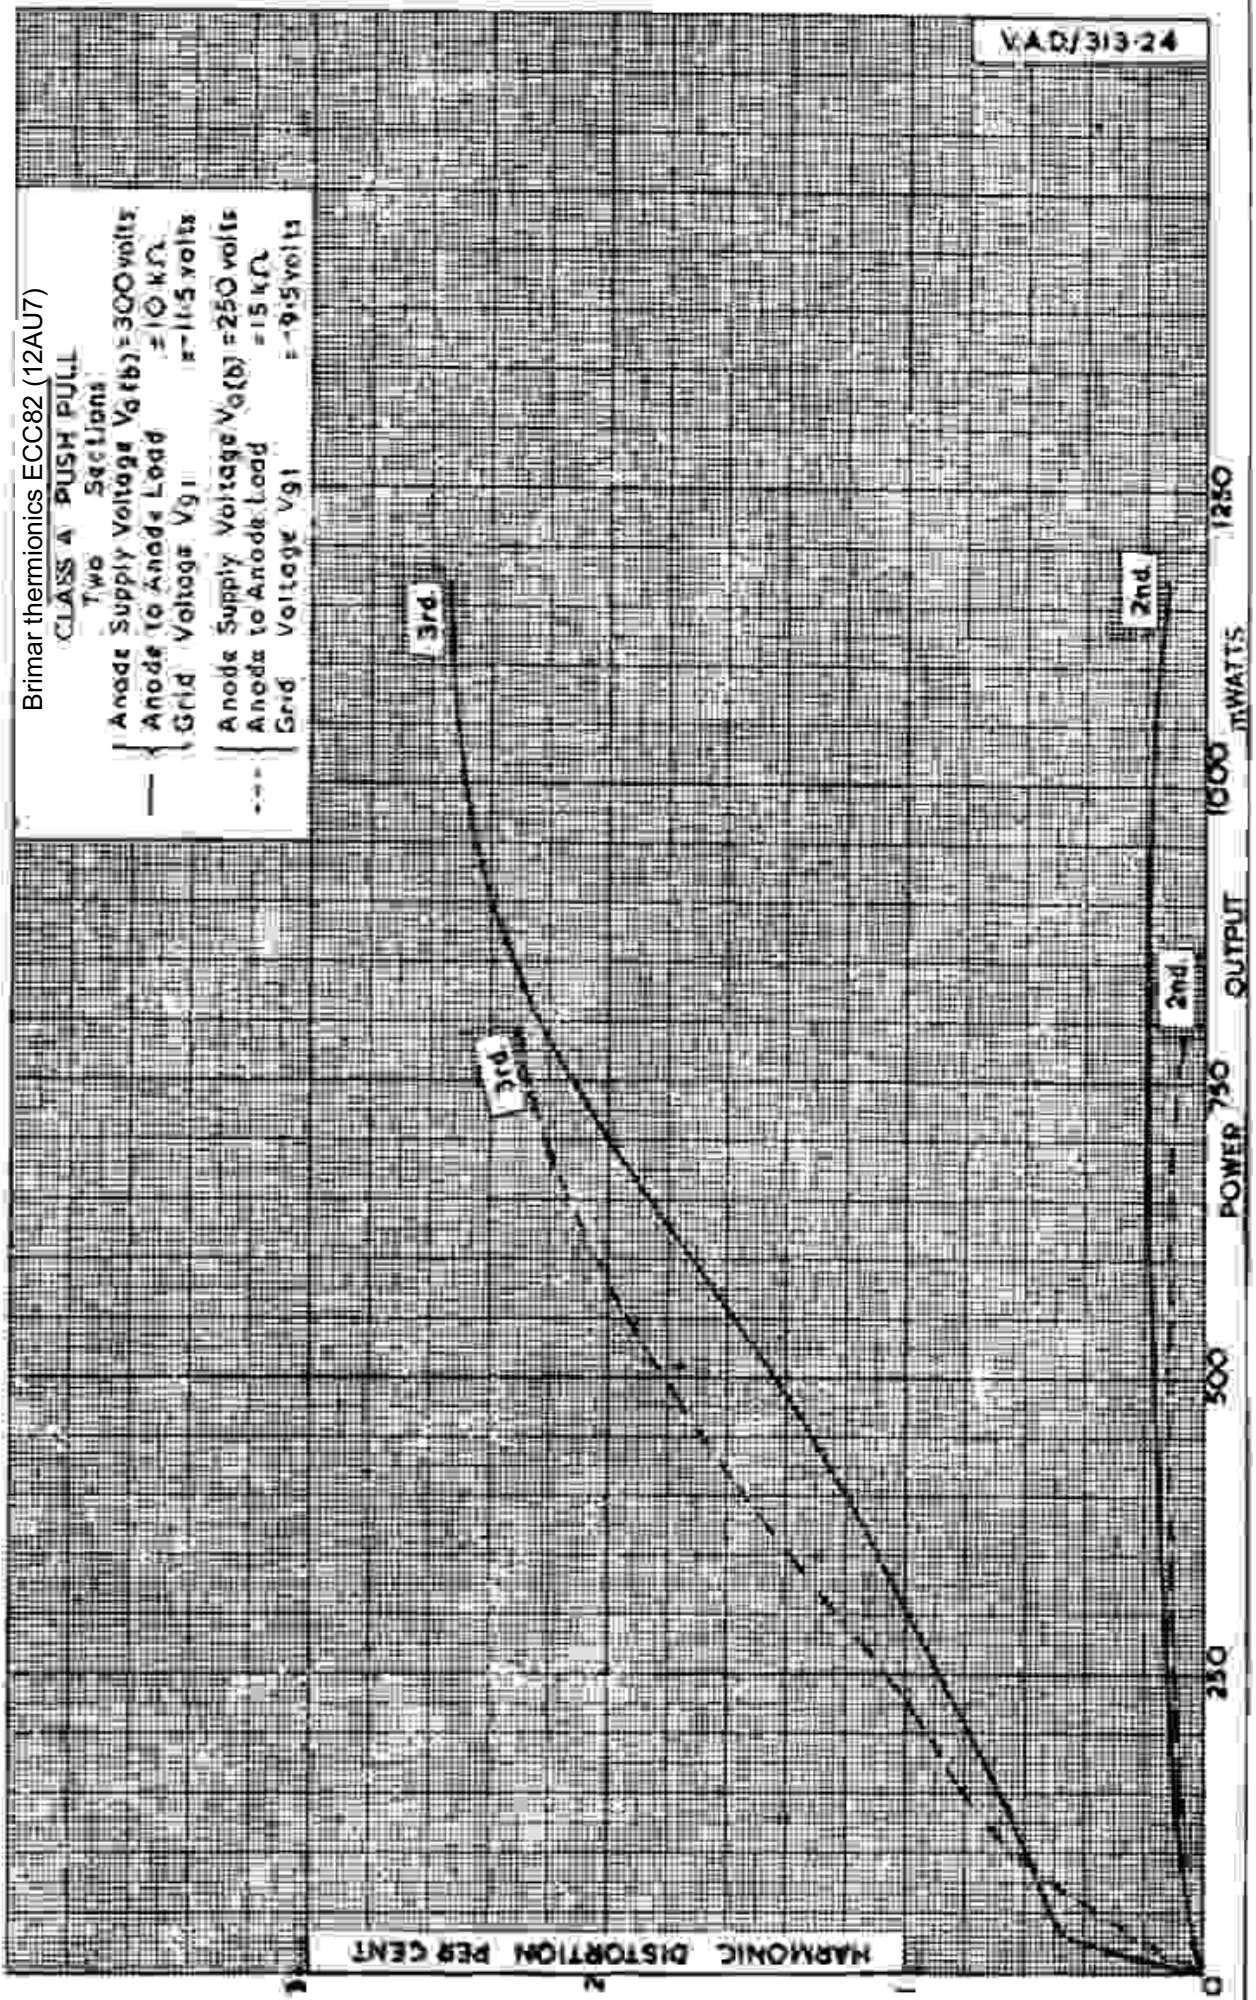 Brimar thermionics ECC82 (12AU7)
V.A.D./313·24
CLASS A PUSH PULL
Two Sections
Anode Supply Voltage Va(b) = 300 volts
Anode to Anode Load = 10 kΩ
Grid Voltage Vg1 = -11·5 volts
Anode Supply Voltage Va(b) = 250 volts
Anode to Anode Load = 15 kΩ
Grid Voltage Vg1 = -9·5 volts
3rd.
3rd
2nd.
2nd.
HARMONIC DISTORTION PER CENT
3
2
1
0
250
500
750
1000
1250
POWER OUTPUT mWATTS